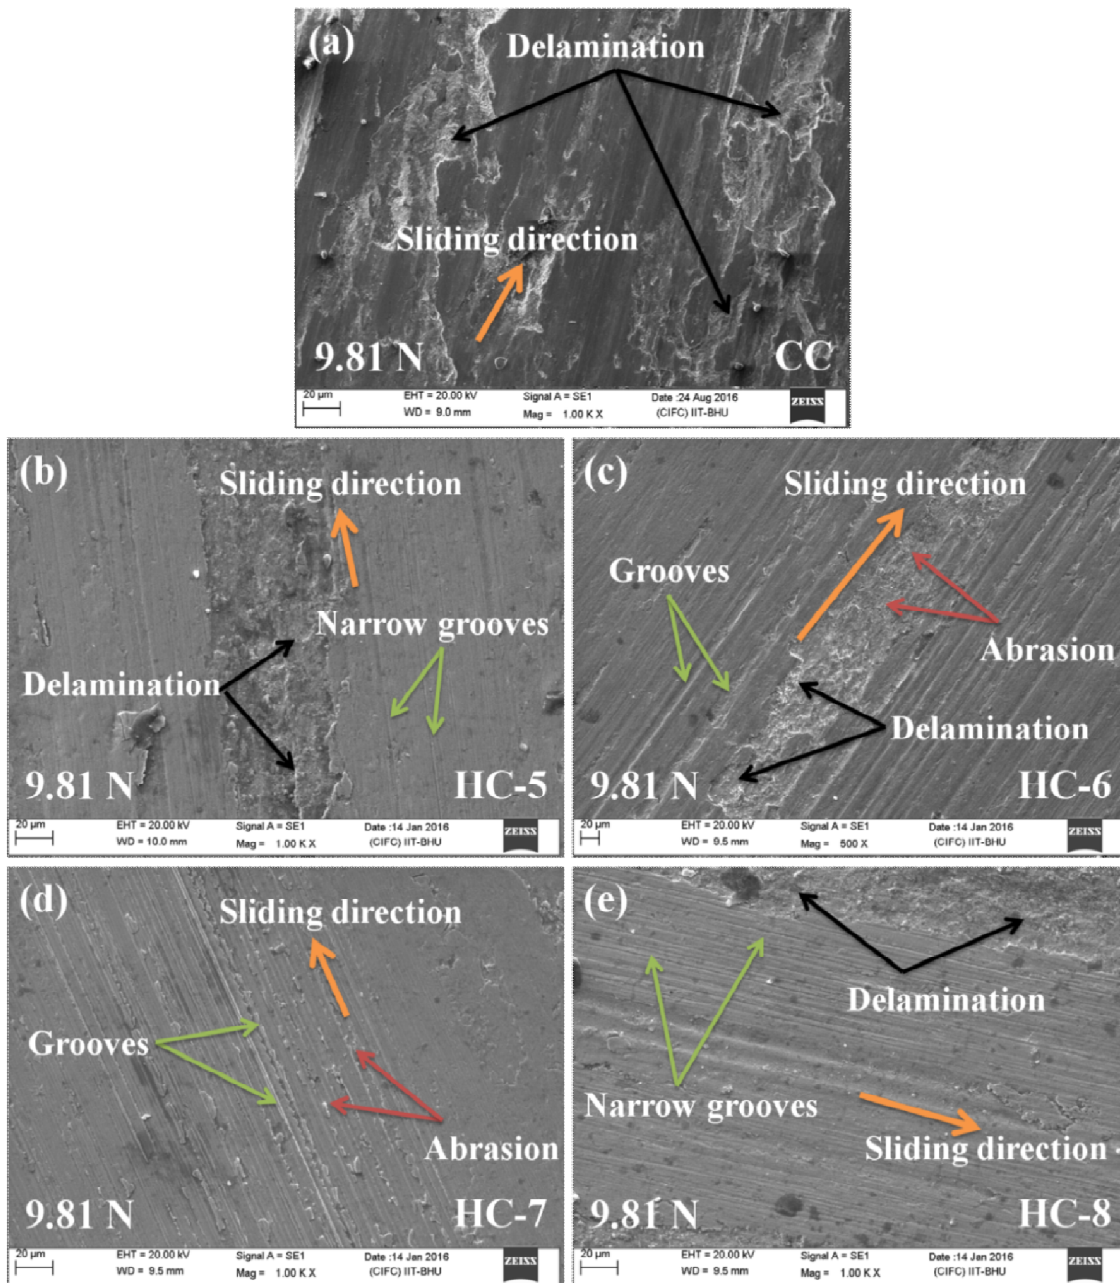 (a)
Delamination
Sliding direction
9.81 N
CC
20 µm
EHT = 20.00 kV
Signal A = SE1
Date :24 Aug 2016
WD = 9.0 mm
Mag = 1.00 K X
(CIFC) IIT-BHU
ZEISS
(b)
Sliding direction
Narrow grooves
Delamination
9.81 N
HC-5
20 µm
EHT = 20.00 kV
Signal A = SE1
Date :14 Jan 2016
WD = 10.0 mm
Mag = 1.00 K X
(CIFC) IIT-BHU
ZEISS
(c)
Sliding direction
Grooves
Abrasion
Delamination
9.81 N
HC-6
20 µm
EHT = 20.00 kV
Signal A = SE1
Date :14 Jan 2016
WD = 9.5 mm
Mag = 500 X
(CIFC) IIT-BHU
ZEISS
(d)
Sliding direction
Grooves
Abrasion
9.81 N
HC-7
20 µm
EHT = 20.00 kV
Signal A = SE1
Date :14 Jan 2016
WD = 9.5 mm
Mag = 1.00 K X
(CIFC) IIT-BHU
ZEISS
(e)
Delamination
Narrow grooves
Sliding direction
9.81 N
HC-8
20 µm
EHT = 20.00 kV
Signal A = SE1
Date :14 Jan 2016
WD = 9.5 mm
Mag = 1.00 K X
(CIFC) IIT-BHU
ZEISS